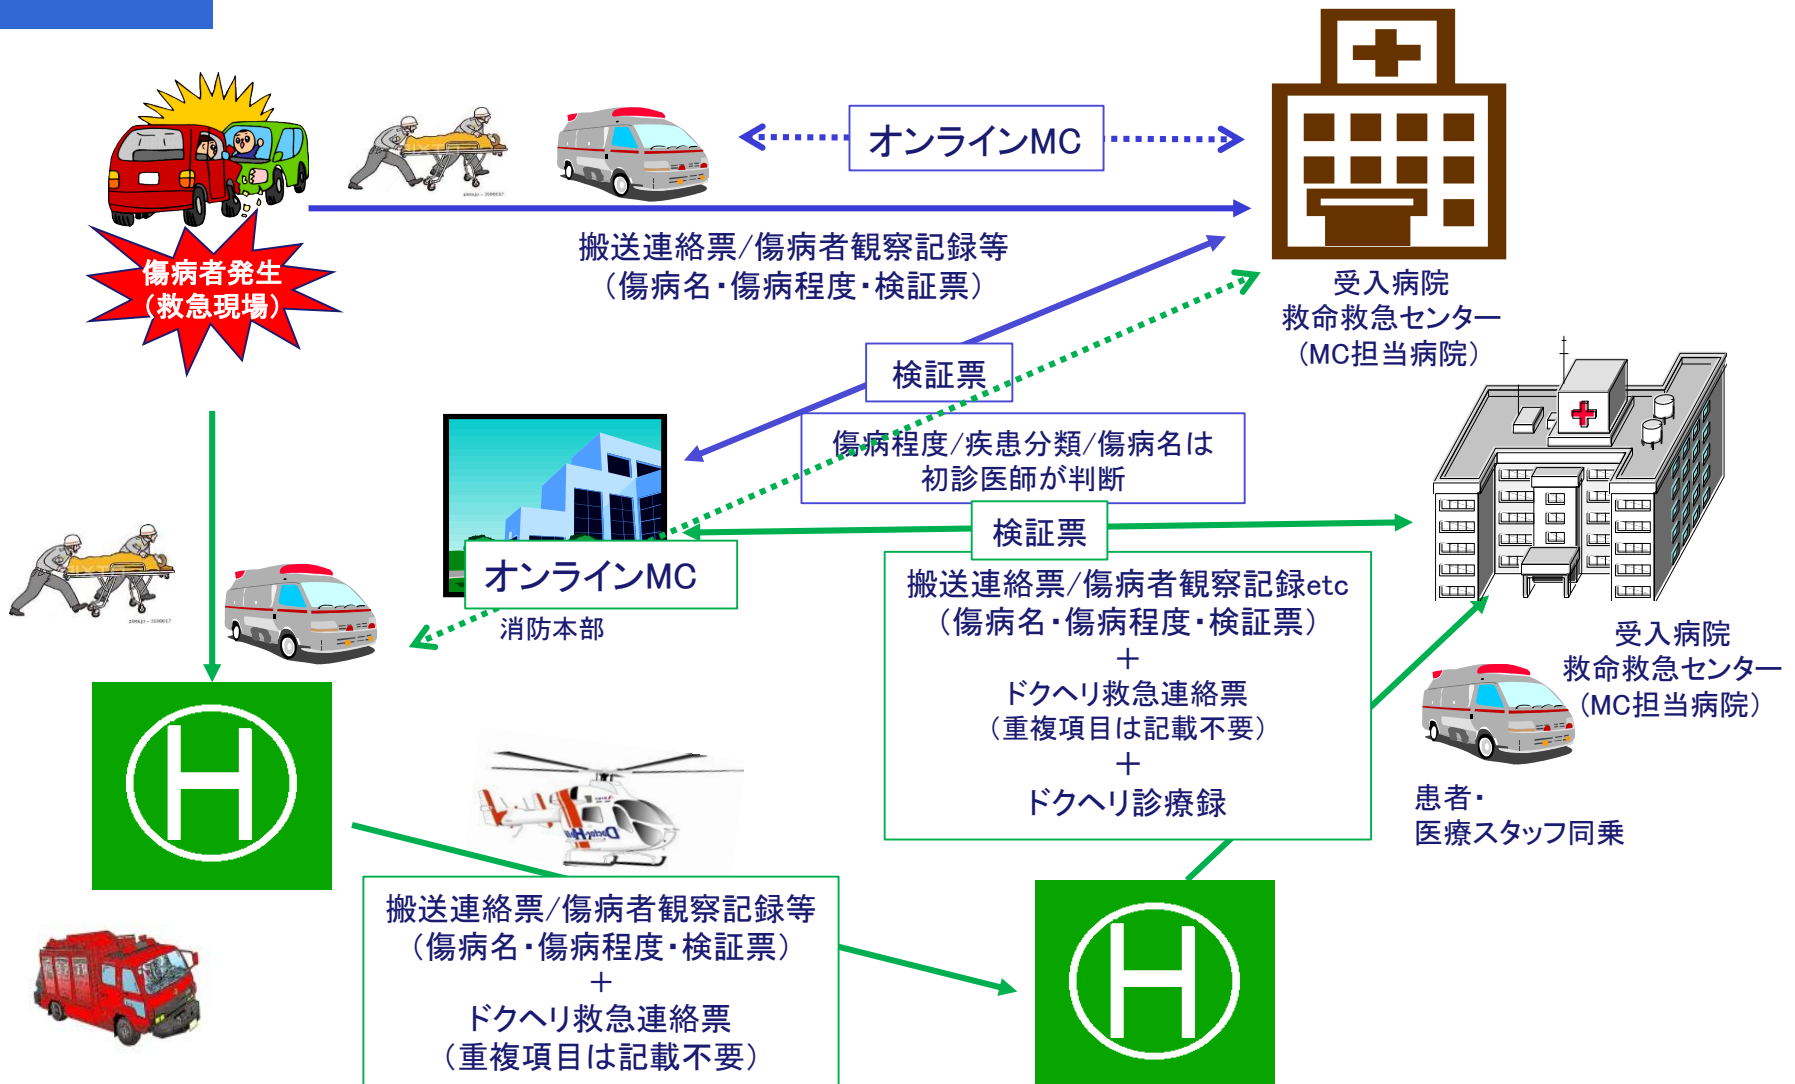 オンラインMC
搬送連絡票/傷病者観察記録等
（傷病名・傷病程度・検証票）
傷病者発生
（救急現場）
受入病院
救命救急センター
（MC担当病院）
検証票
傷病程度/疾患分類/傷病名は
初診医師が判断
検証票
オンラインMC
消防本部
搬送連絡票/傷病者観察記録etc
（傷病名・傷病程度・検証票）
＋
ドクヘリ救急連絡票
（重複項目は記載不要）
＋
ドクヘリ診療録
受入病院
救命救急センター
（MC担当病院）
患者・
医療スタッフ同乗
H
搬送連絡票/傷病者観察記録等
（傷病名・傷病程度・検証票）
＋
ドクヘリ救急連絡票
（重複項目は記載不要）
H